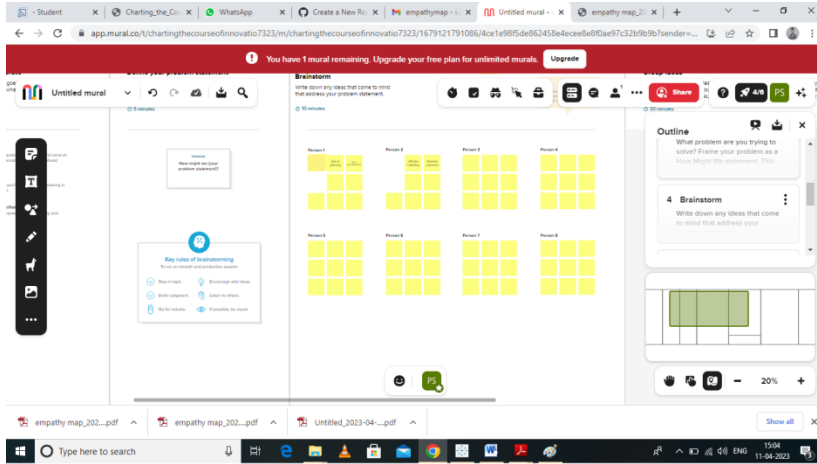 - Student
Charting_the_Co
WhatsApp
Create a New Re
empathymap - s
Untitled mural -
empathy map_2
app.mural.co/t/chartingthecourseofinnovatio7323/m/chartingthecourseofinnovatio7323/1679121791086/
You have 1 mural remaining. Upgrade your free plan for unlimited murals.
Upgrade
Brainstorm
Write down any ideas that come to mind
that address your problem statement.
10 minutes
Untitled mural
5 minutes
Share
4/6
PS
20 minutes
How might we [your
problem statement]?
Key rules of brainstorming
To run an smooth and productive session
Stay in topic.
Encourage wild ideas.
Defer judgment.
Listen to others.
Go for volume.
If possible, be visual.
Person 1
Person 2
Person 3
Person 4
Person 5
Person 6
Person 7
Person 8
Outline
What problem are you trying to
solve? Frame your problem as a
How Might We statement. This
4 Brainstorm
Write down any ideas that come
to mind that address your
PS
20%
empathy map_202....pdf
empathy map_202....pdf
Untitled_2023-04-....pdf
Show all
Type here to search
ENG
15:04
11-04-2023